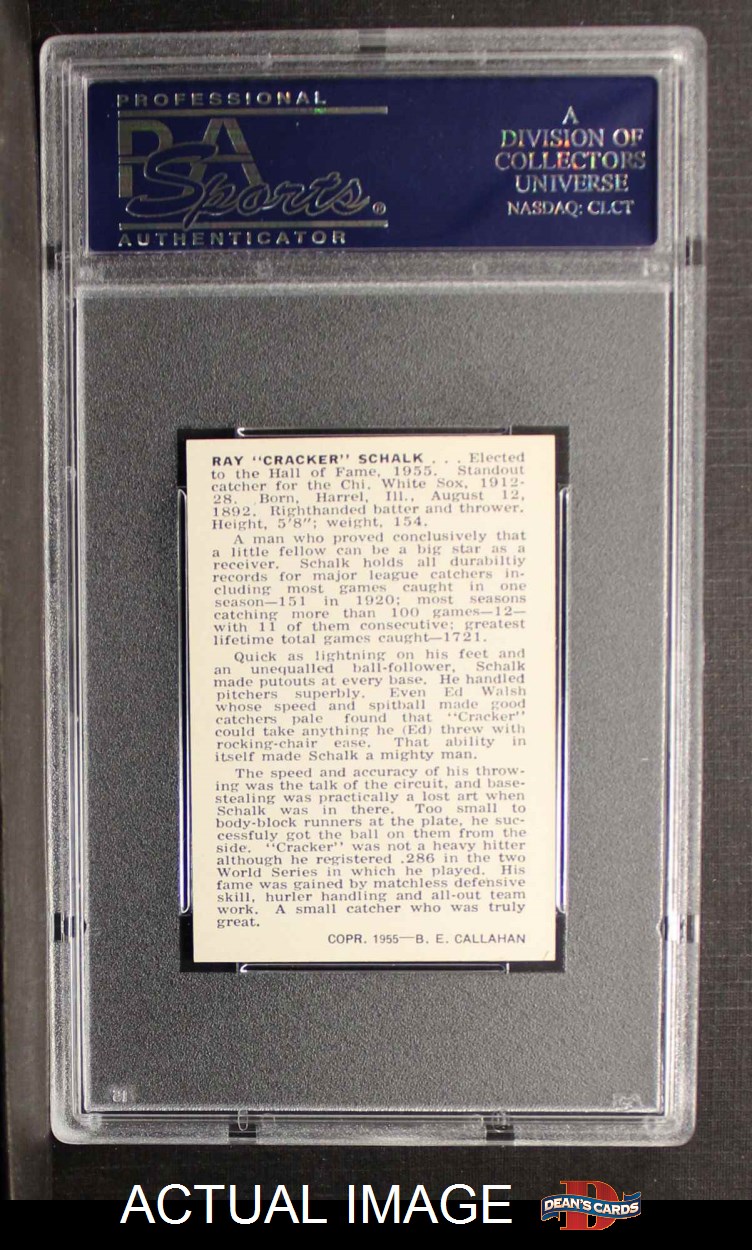 PROFESSIONAL
PSA
Sports®
AUTHENTICATOR
A
DIVISION OF
COLLECTORS
UNIVERSE
NASDAQ: CLCT
RAY "CRACKER" SCHALK . . . Elected
to the Hall of Fame, 1955. Standout
catcher for the Chi. White Sox, 1912-
28. Born, Harrel, Ill., August 12,
1892. Righthanded batter and thrower.
Height, 5'8"; weight, 154.
A man who proved conclusively that
a little fellow can be a big star as a
receiver. Schalk holds all durabiltiy
records for major league catchers in-
cluding most games caught in one
season—151 in 1920; most seasons
catching more than 100 games—12—
with 11 of them consecutive; greatest
lifetime total games caught—1721.
Quick as lightning on his feet and
an unequalled ball-follower, Schalk
made putouts at every base. He handled
pitchers superbly. Even Ed Walsh
whose speed and spitball made good
catchers pale found that "Cracker"
could take anything he (Ed) threw with
rocking-chair ease. That ability in
itself made Schalk a mighty man.
The speed and accuracy of his throw-
ing was the talk of the circuit, and base-
stealing was practically a lost art when
Schalk was in there. Too small to
body-block runners at the plate, he suc-
cessfuly got the ball on them from the
side. "Cracker" was not a heavy hitter
although he registered .286 in the two
World Series in which he played. His
fame was gained by matchless defensive
skill, hurler handling and all-out team
work. A small catcher who was truly
great.
COPR. 1955—B. E. CALLAHAN
ACTUAL IMAGE
DEAN'S CARDS